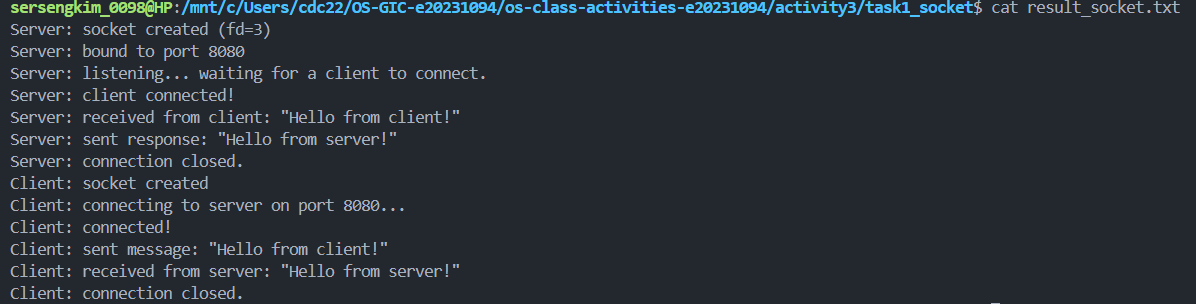 sersengkim_0098@HP:/mnt/c/Users/cdc22/OS-GIC-e20231094/os-class-activities-e20231094/activity3/task1_socket$ cat result_socket.txt
Server: socket created (fd=3)
Server: bound to port 8080
Server: listening... waiting for a client to connect.
Server: client connected!
Server: received from client: "Hello from client!"
Server: sent response: "Hello from server!"
Server: connection closed.
Client: socket created
Client: connecting to server on port 8080...
Client: connected!
Client: sent message: "Hello from client!"
Client: received from server: "Hello from server!"
Client: connection closed.